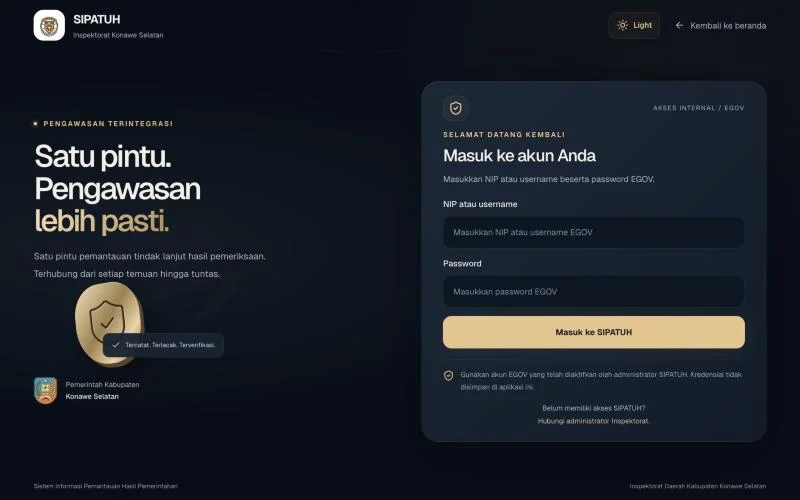 SIPATUH
Inspektorat Konawe Selatan
Light
Kembali ke beranda
PENGAWASAN TERINTEGRASI
Satu pintu.
Pengawasan
lebih pasti.
Satu pintu pemantauan tindak lanjut hasil pemeriksaan.
Terhubung dari setiap temuan hingga tuntas.
Tercatat. Terlacak. Terverifikasi.
Pemerintah Kabupaten
Konawe Selatan
AKSES INTERNAL / EGOV
SELAMAT DATANG KEMBALI
Masuk ke akun Anda
Masukkan NIP atau username beserta password EGOV.
NIP atau username
Masukkan NIP atau username EGOV
Password
Masukkan password EGOV
Masuk ke SIPATUH
Gunakan akun EGOV yang telah diaktifkan oleh administrator SIPATUH. Kredensial tidak
disimpan di aplikasi ini.
Belum memiliki akses SIPATUH?
Hubungi administrator Inspektorat.
Sistem Informasi Pemantauan Hasil Pemerintahan
Inspektorat Daerah Kabupaten Konawe Selatan